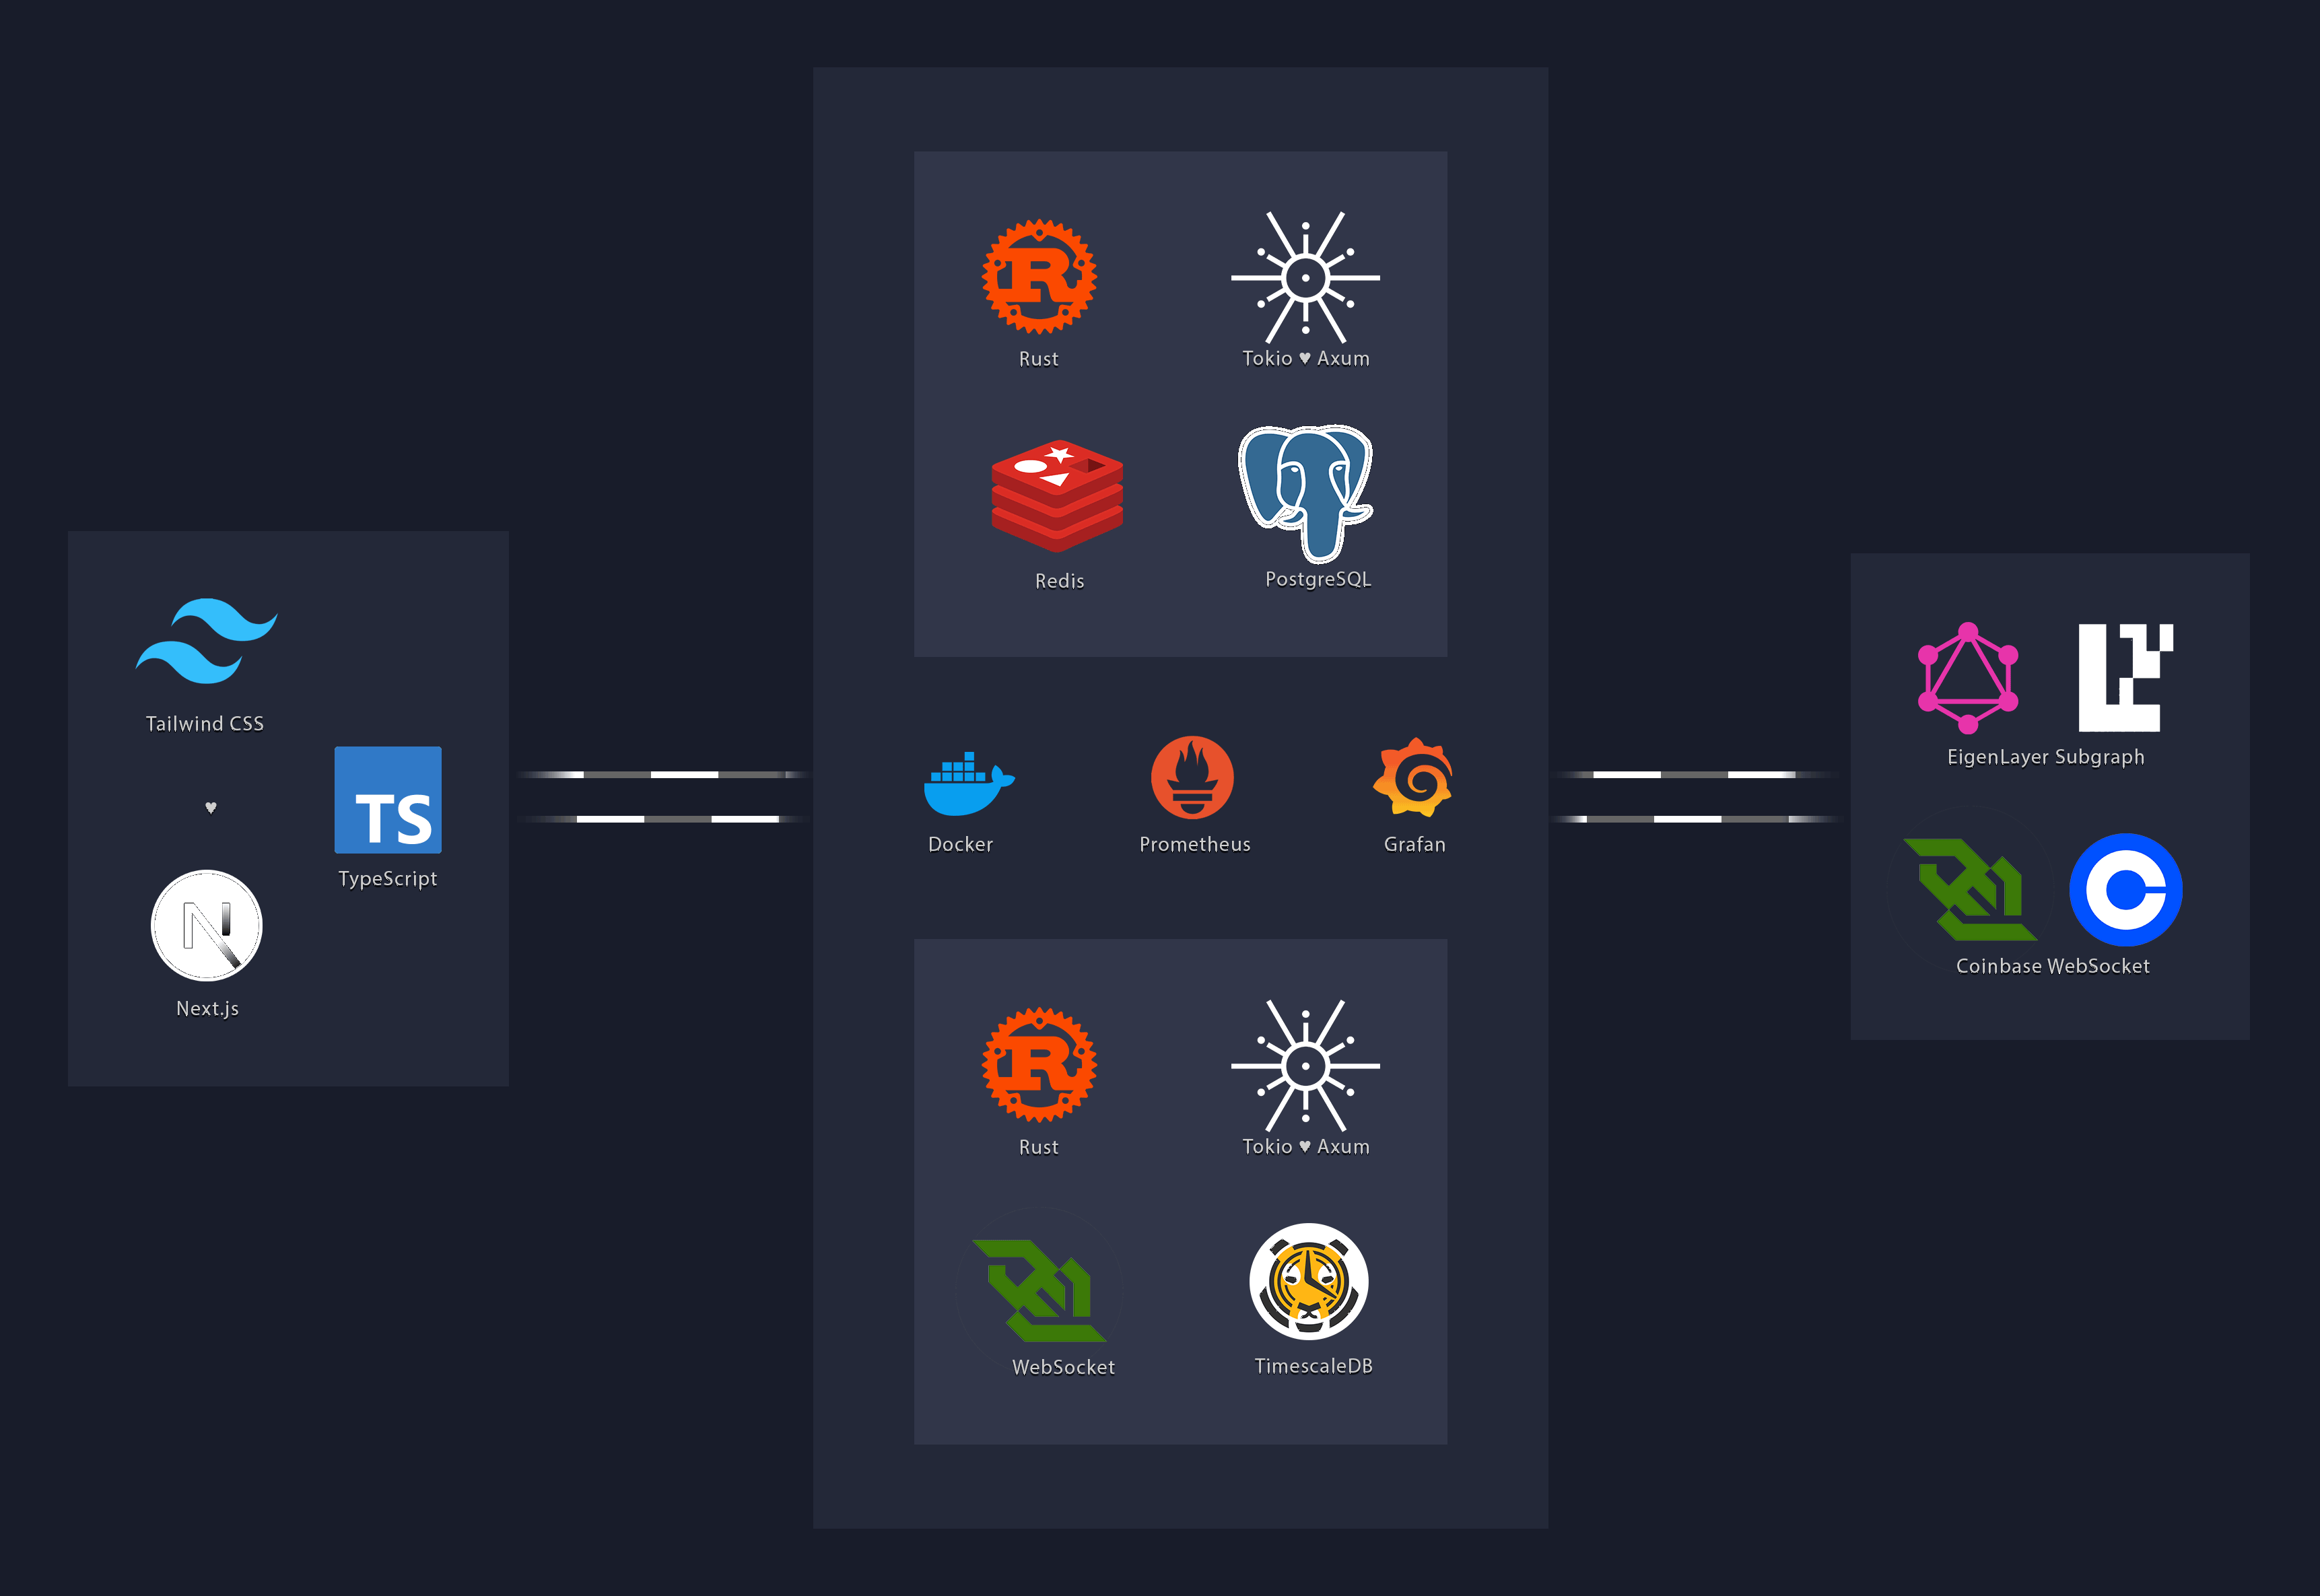 Tailwind CSS
♥
TS
TypeScript
N
Next.js
R
Rust
Tokio ♥ Axum
Redis
PostgreSQL
Docker
Prometheus
Grafan
R
Rust
Tokio ♥ Axum
WebSocket
TimescaleDB
EigenLayer Subgraph
Coinbase WebSocket